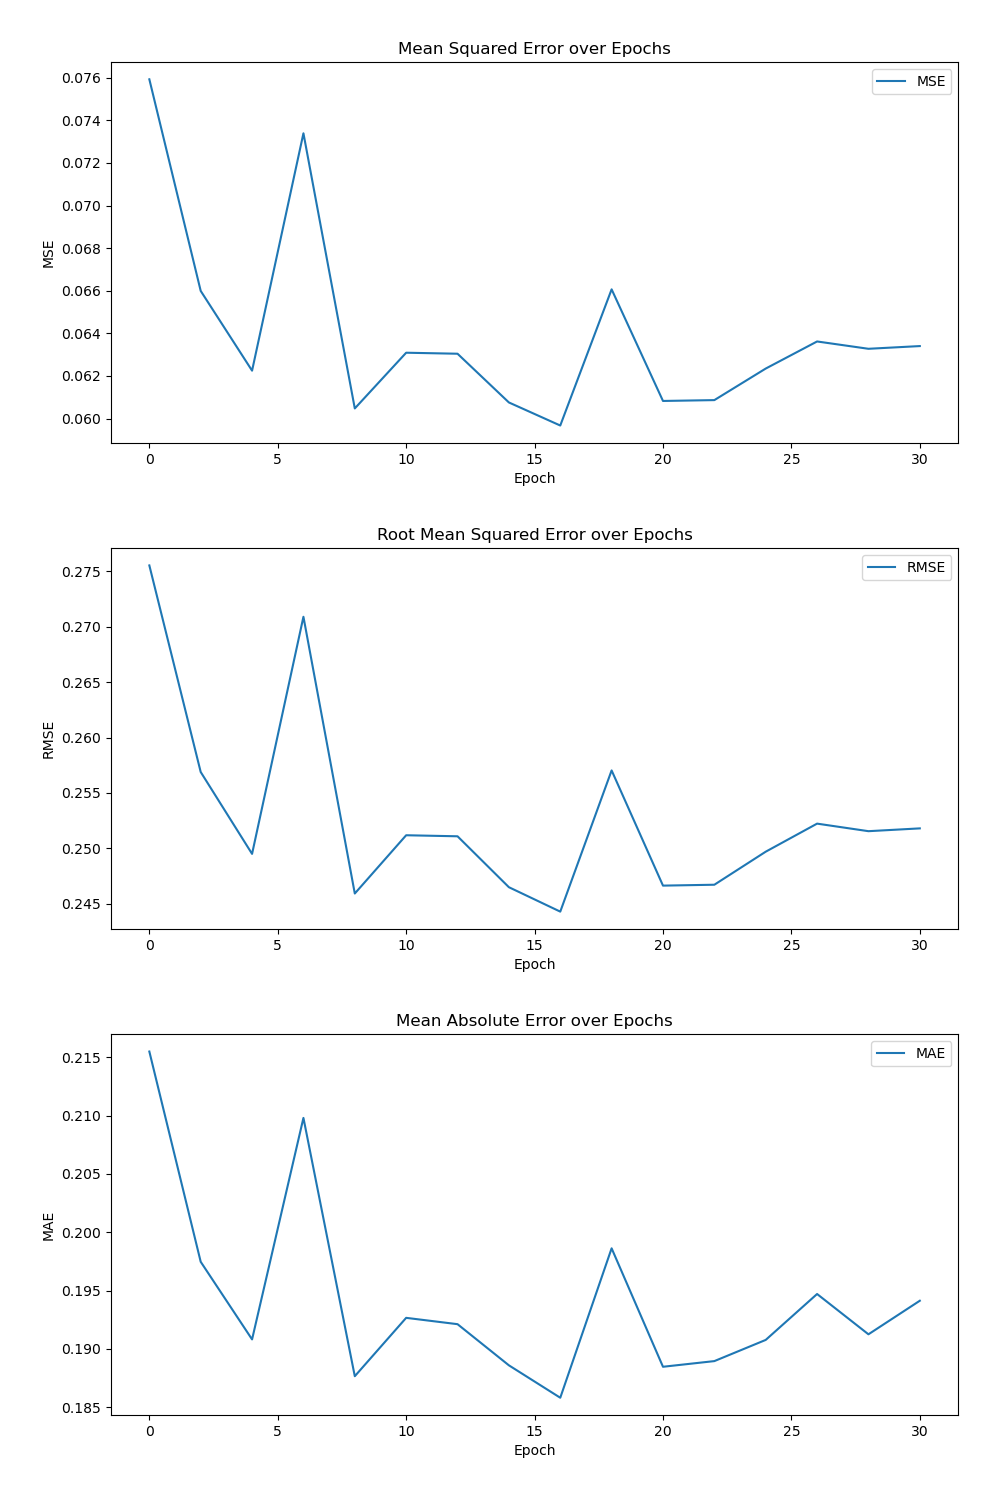 Mean Squared Error over Epochs
MSE
0.076
0.074
0.072
0.070
0.068
0.066
0.064
0.062
0.060
MSE
0 5 10 15 20 25 30
Epoch
Root Mean Squared Error over Epochs
RMSE
0.275
0.270
0.265
0.260
0.255
0.250
0.245
RMSE
0 5 10 15 20 25 30
Epoch
Mean Absolute Error over Epochs
MAE
0.215
0.210
0.205
0.200
0.195
0.190
0.185
MAE
0 5 10 15 20 25 30
Epoch